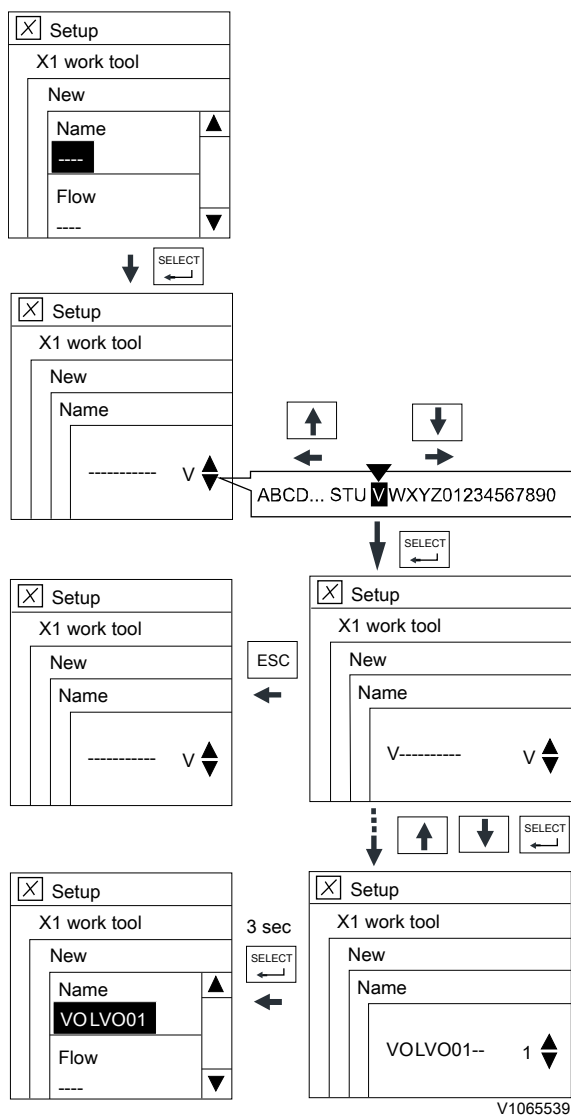 X Setup
X1 work tool
New
Name
----
Flow
----
SELECT
X Setup
X1 work tool
New
Name
----------- V
ABCD... STU V WXYZ01234567890
SELECT
X Setup
X1 work tool
New
Name
----------- V
ESC
X Setup
X1 work tool
New
Name
V---------- V
SELECT
X Setup
X1 work tool
New
Name
VOLVO01
Flow
----
3 sec
SELECT
X Setup
X1 work tool
New
Name
VOLVO01-- 1
V1065539